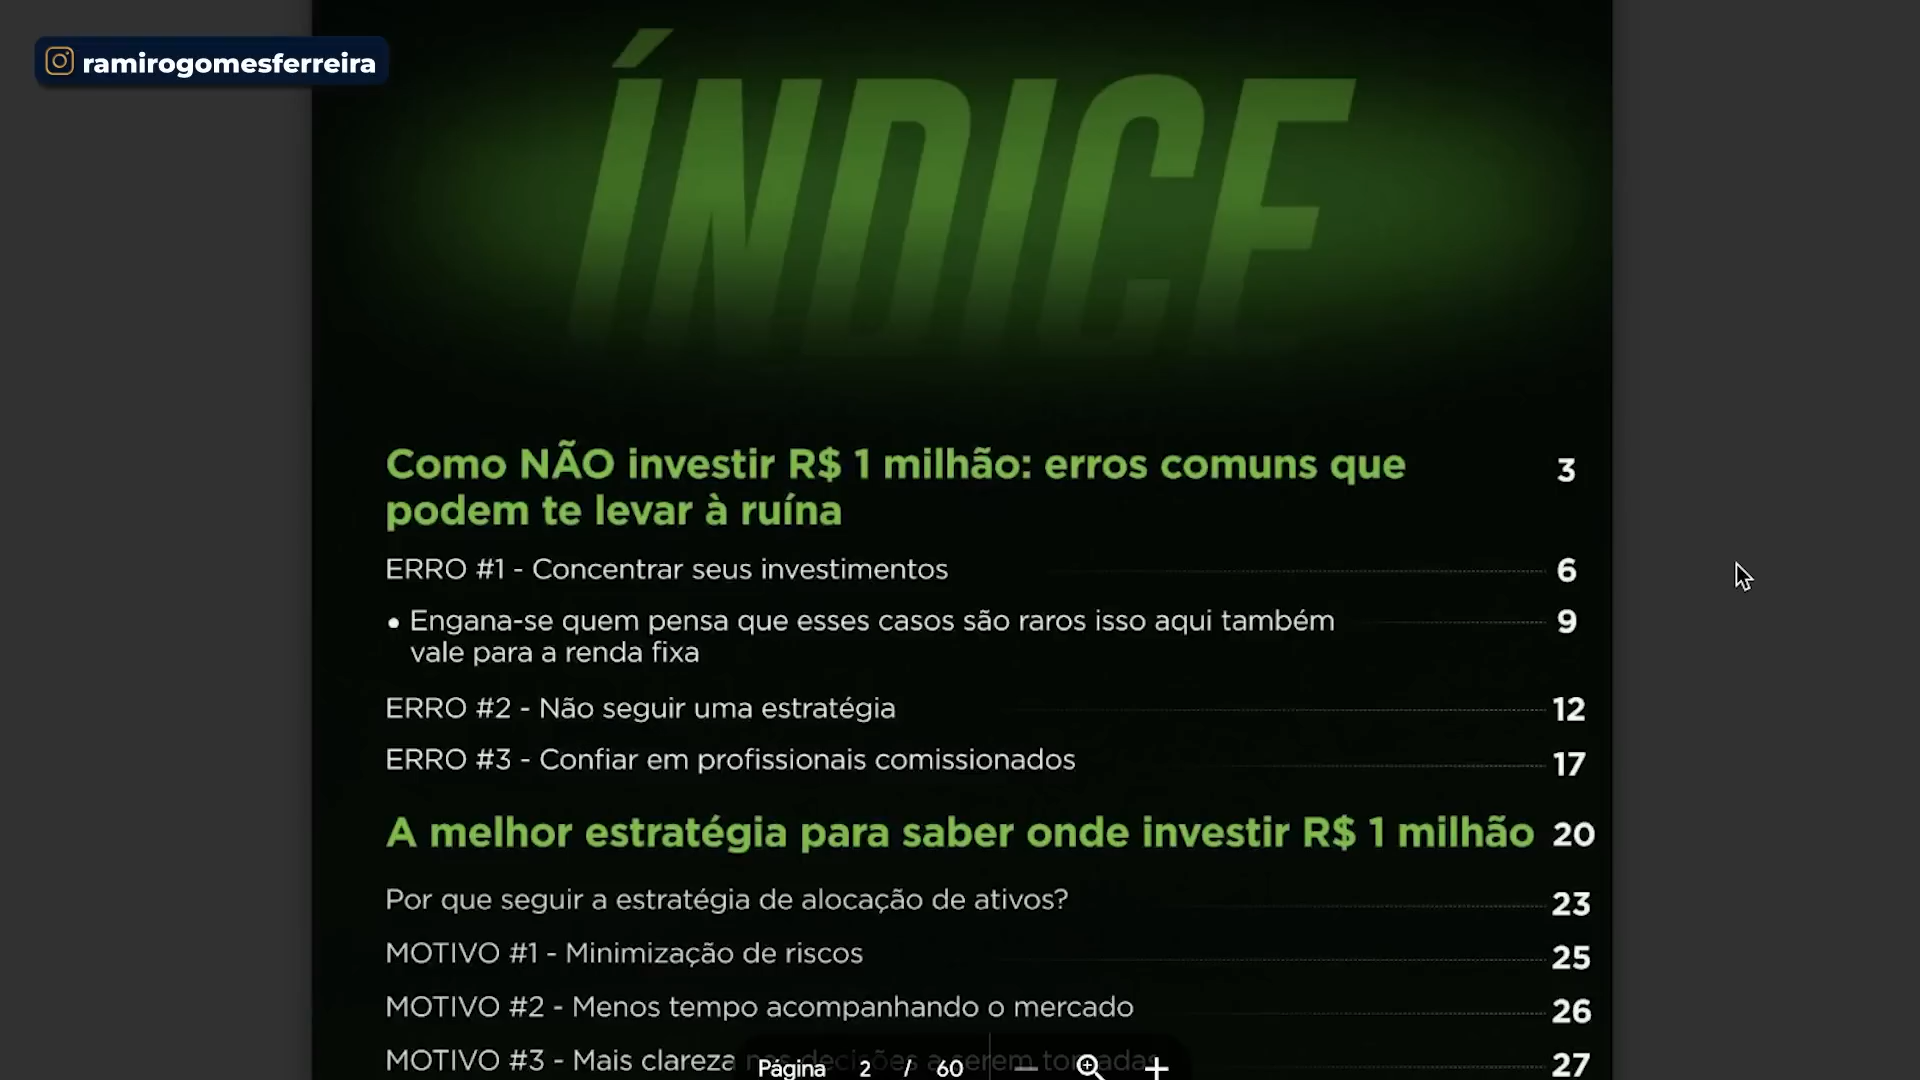 ramirogomesferreira
ÍNDICE
Como NÃO investir R$ 1 milhão: erros comuns que 3
podem te levar à ruína
ERRO #1 - Concentrar seus investimentos 6
• Engana-se quem pensa que esses casos são raros isso aqui também 9
vale para a renda fixa
ERRO #2 - Não seguir uma estratégia 12
ERRO #3 - Confiar em profissionais comissionados 17
A melhor estratégia para saber onde investir R$ 1 milhão 20
Por que seguir a estratégia de alocação de ativos? 23
MOTIVO #1 - Minimização de riscos 25
MOTIVO #2 - Menos tempo acompanhando o mercado 26
MOTIVO #3 - Mais clareza nas decisões a serem tomadas 27
Página 2 / 60